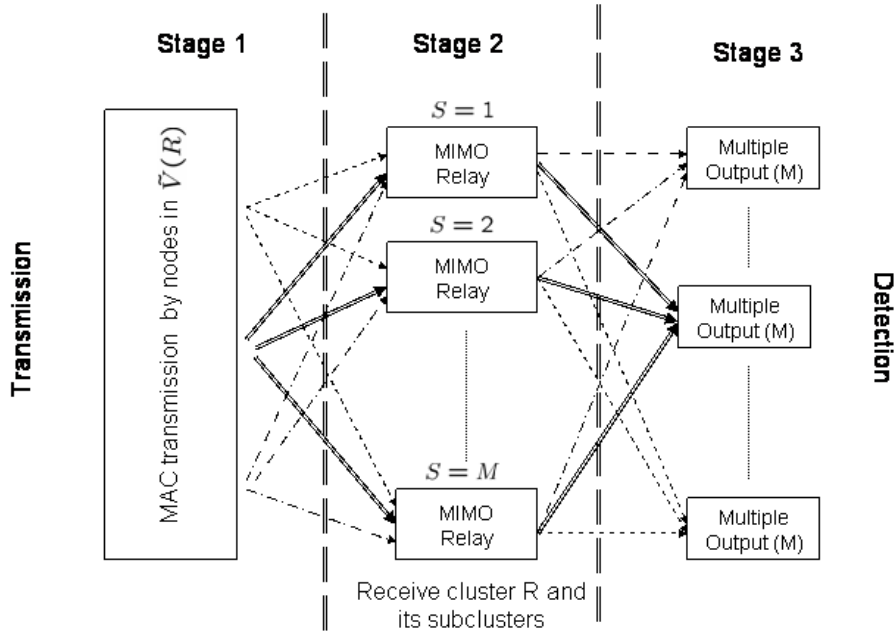 Stage 1
Stage 2
Stage 3
Transmission
MAC transmission by nodes in Ṽ(R)
S = 1
MIMO
Relay
S = 2
MIMO
Relay
S = M
MIMO
Relay
Receive cluster R and
its subclusters
Multiple
Output (M)
Multiple
Output (M)
Multiple
Output (M)
Detection